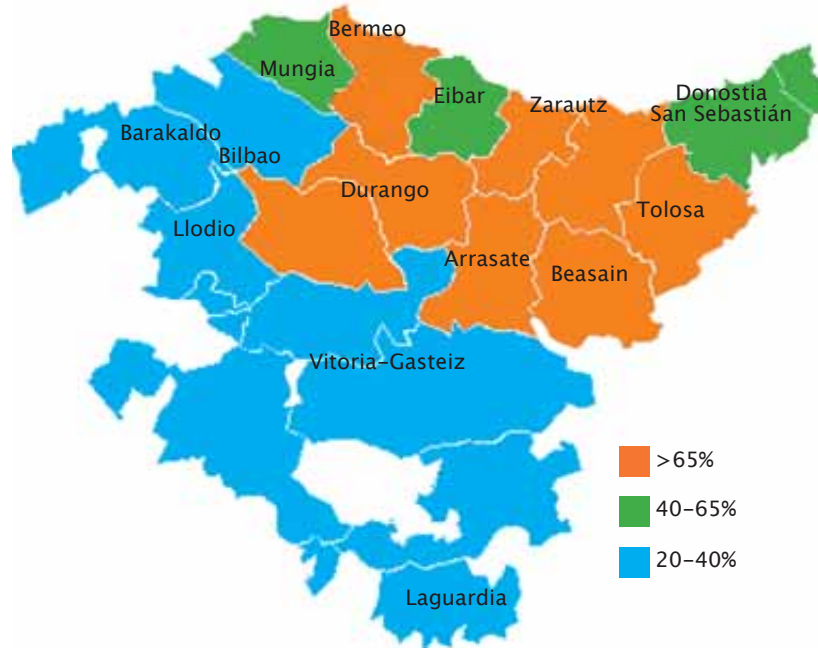 Bermeo
Mungia
Eibar
Zarautz
Donostia
San Sebastián
Barakaldo
Bilbao
Durango
Tolosa
Llodio
Arrasate
Beasain
Vitoria-Gasteiz
>65%
40-65%
20-40%
Laguardia